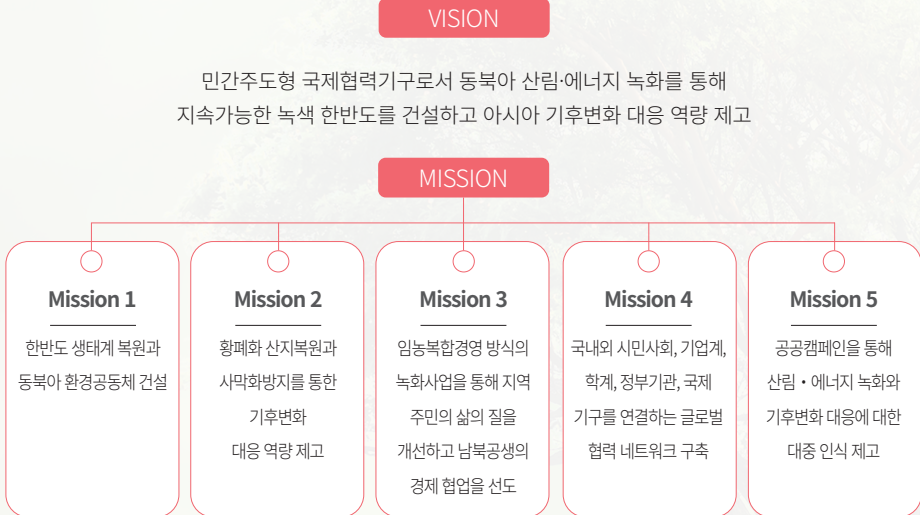 VISION
민간주도형 국제협력기구로서 동북아 산림·에너지 녹화를 통해
지속가능한 녹색 한반도를 건설하고 아시아 기후변화 대응 역량 제고
MISSION
Mission 1
한반도 생태계 복원과
동북아 환경공동체 건설
Mission 2
황폐화 산지복원과
사막화방지를 통한
기후변화
대응 역량 제고
Mission 3
임농복합경영 방식의
녹화사업을 통해 지역
주민의 삶의 질을
개선하고 남북공생의
경제 협업을 선도
Mission 4
국내외 시민사회, 기업계,
학계, 정부기관, 국제
기구를 연결하는 글로벌
협력 네트워크 구축
Mission 5
공공캠페인을 통해
산림・에너지 녹화와
기후변화 대응에 대한
대중 인식 제고